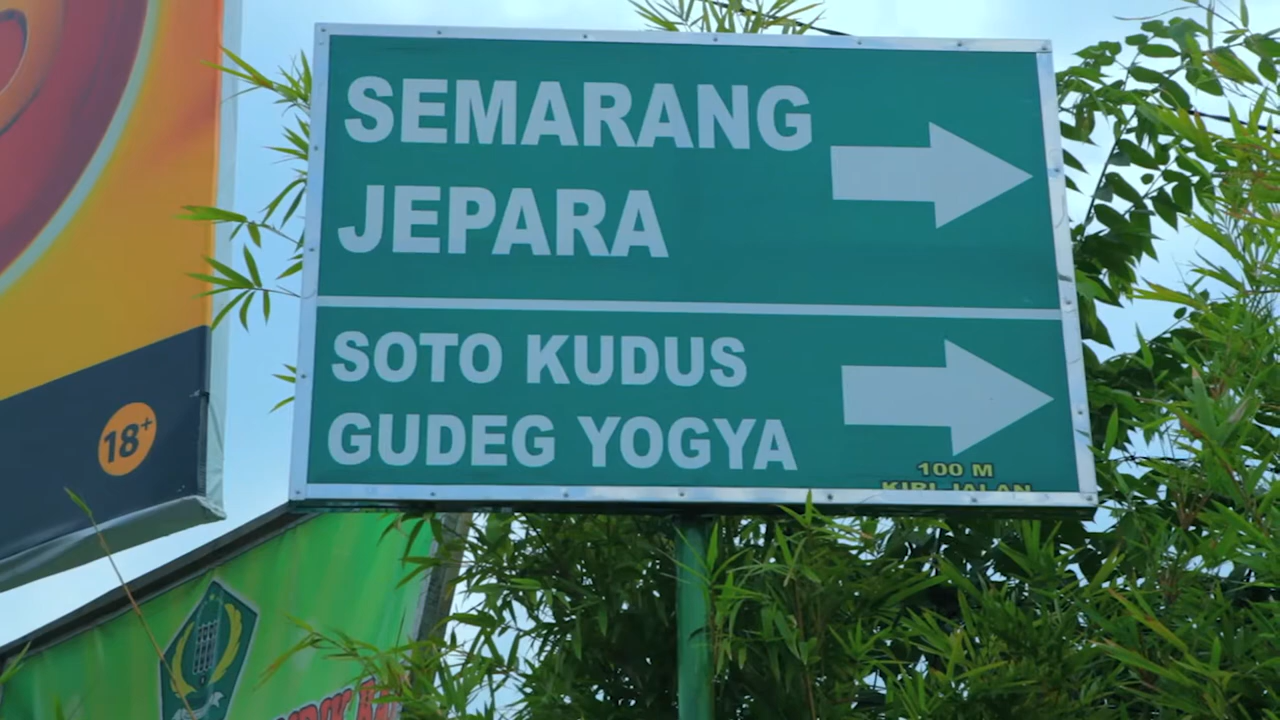 SEMARANG
JEPARA
SOTO KUDUS
GUDEG YOGYA
100 M
KIRI JALAN
18+